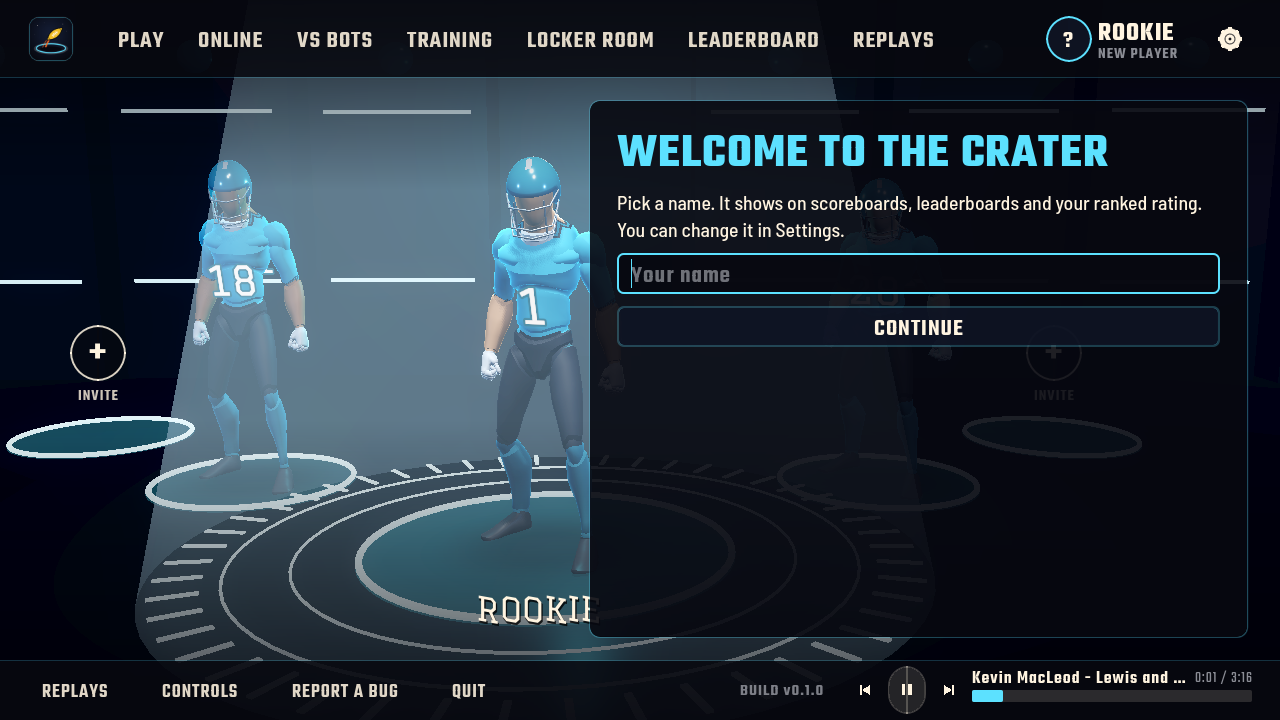 PLAY
ONLINE
VS BOTS
TRAINING
LOCKER ROOM
LEADERBOARD
REPLAYS
?
ROOKIE
NEW PLAYER
WELCOME TO THE CRATER
Pick a name. It shows on scoreboards, leaderboards and your ranked rating.
You can change it in Settings.
Your name
CONTINUE
18
1
+
INVITE
+
INVITE
ROOKIE
REPLAYS
CONTROLS
REPORT A BUG
QUIT
BUILD v0.1.0
Kevin MacLeod - Lewis and ...
0:01 / 3:16